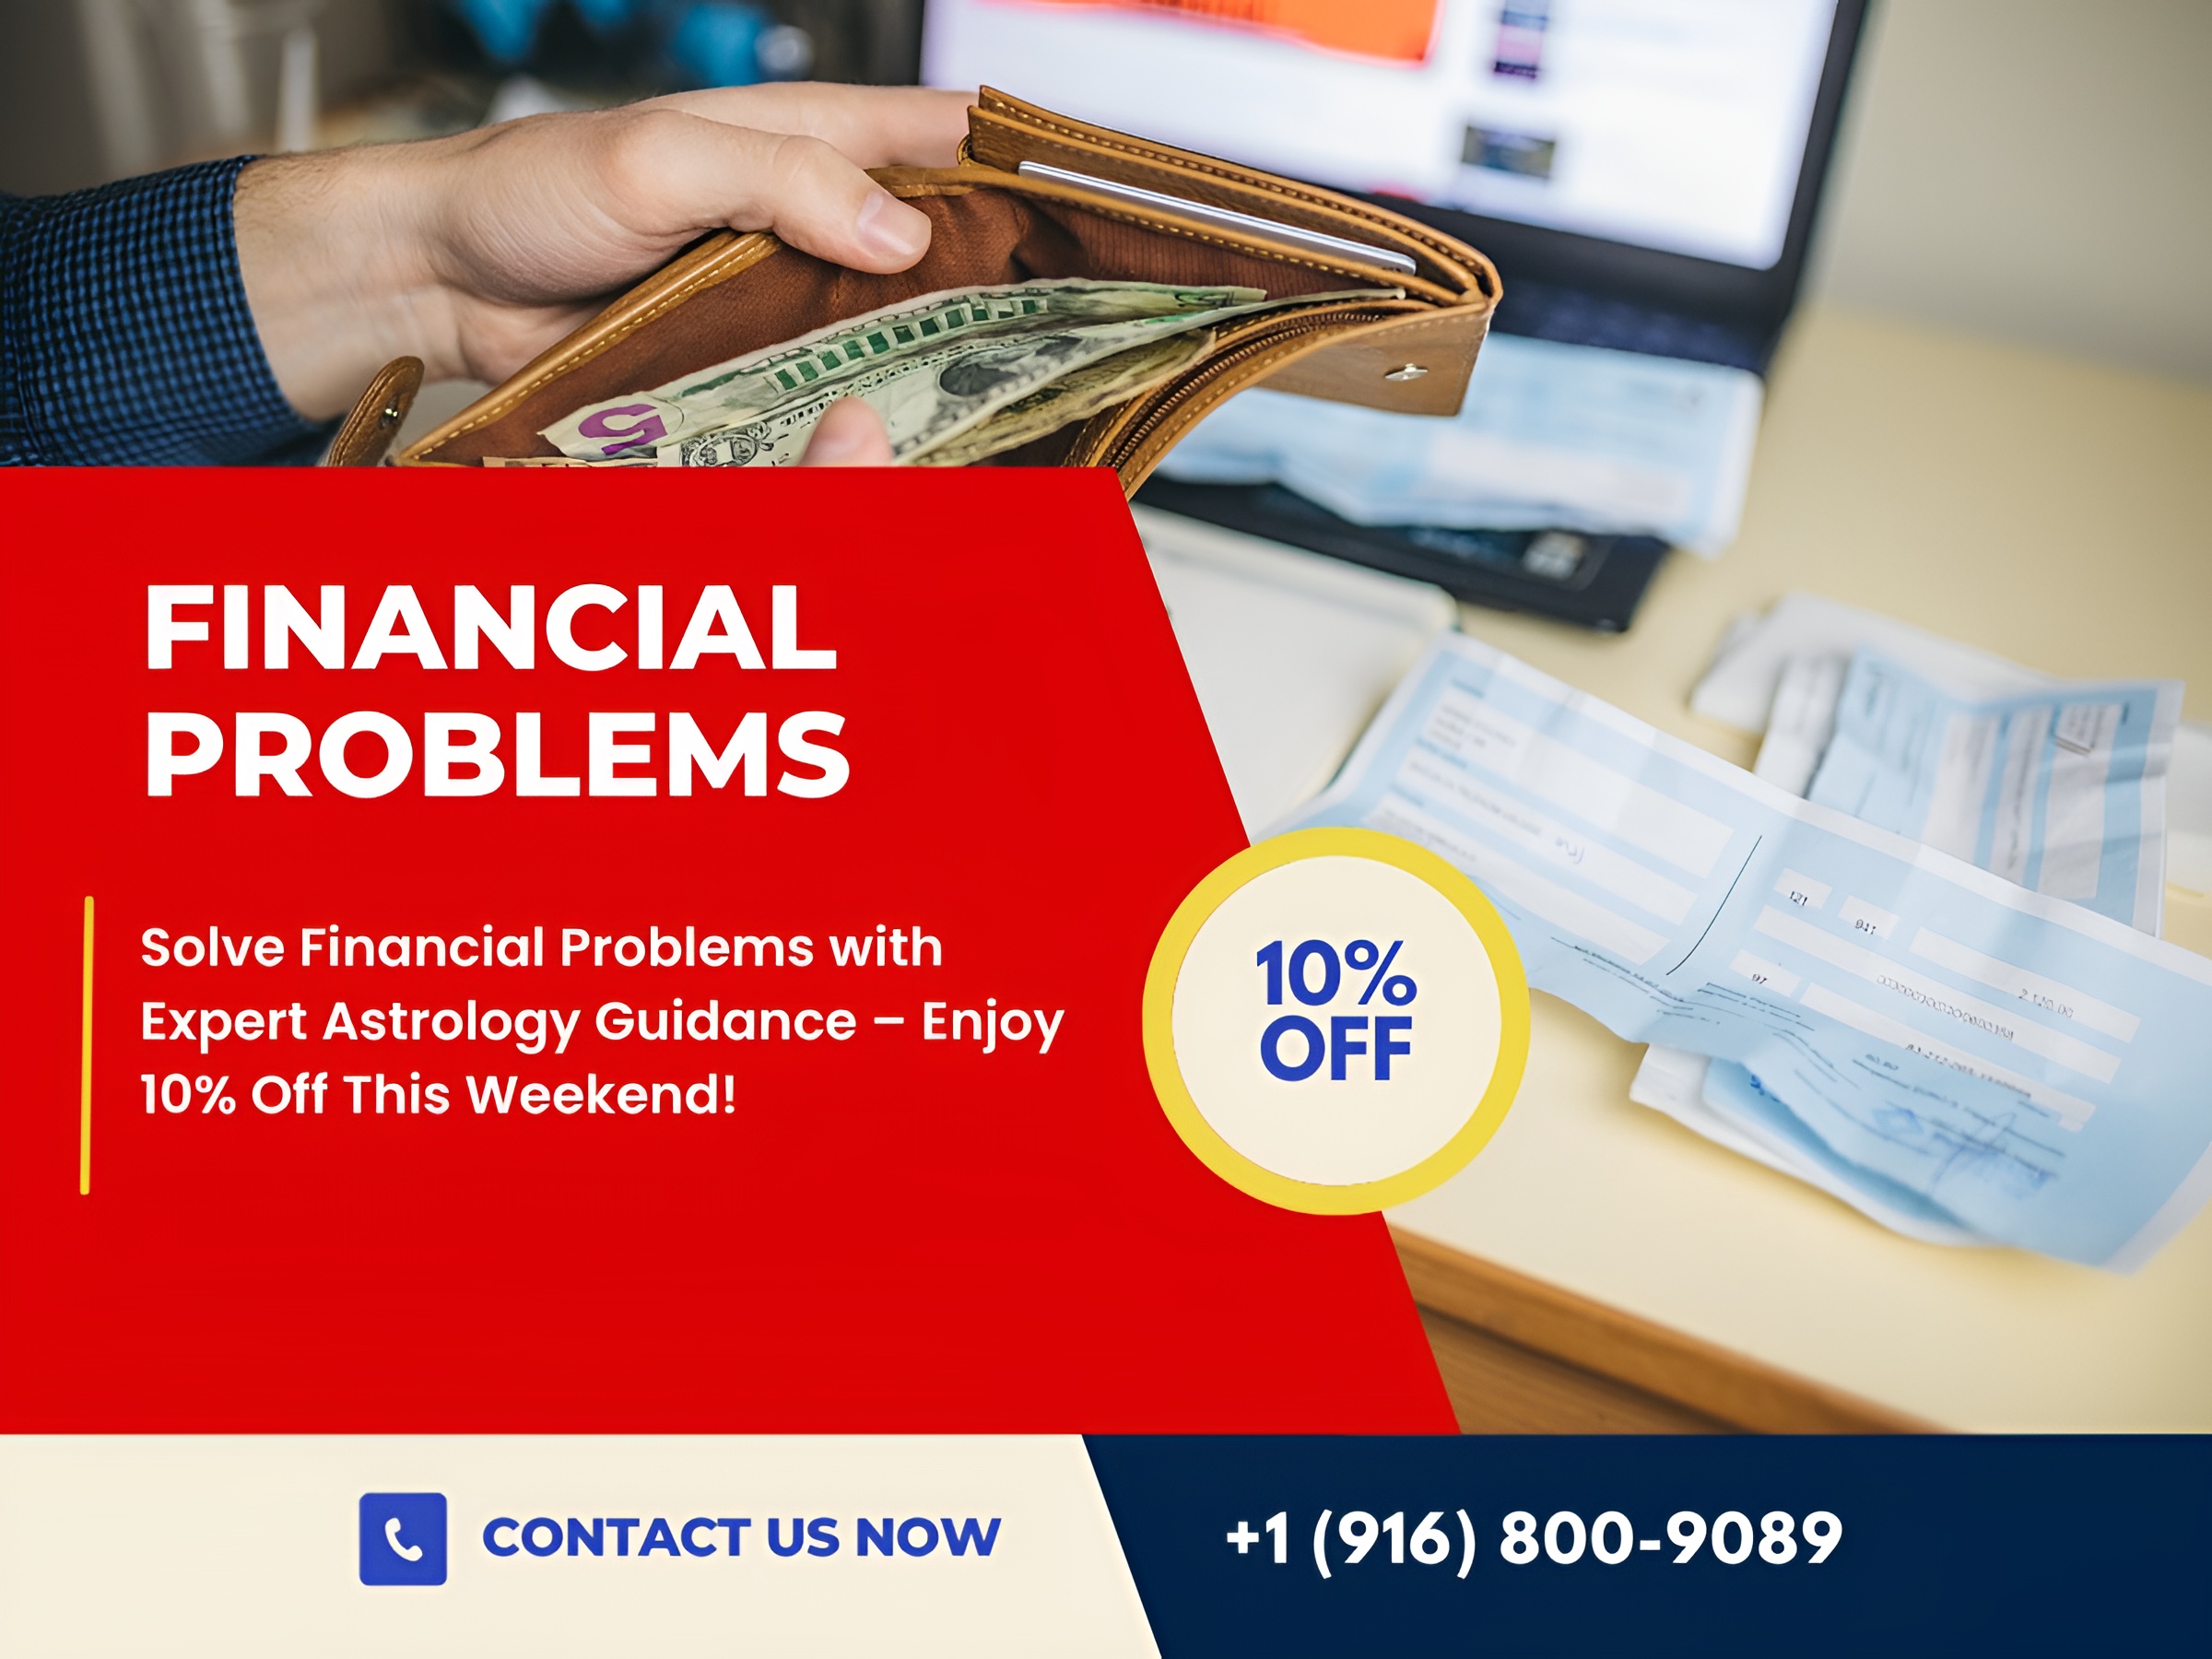 FINANCIAL
PROBLEMS
Solve Financial Problems with
Expert Astrology Guidance – Enjoy
10% Off This Weekend!
10%
OFF
CONTACT US NOW
+1 (916) 800-9089